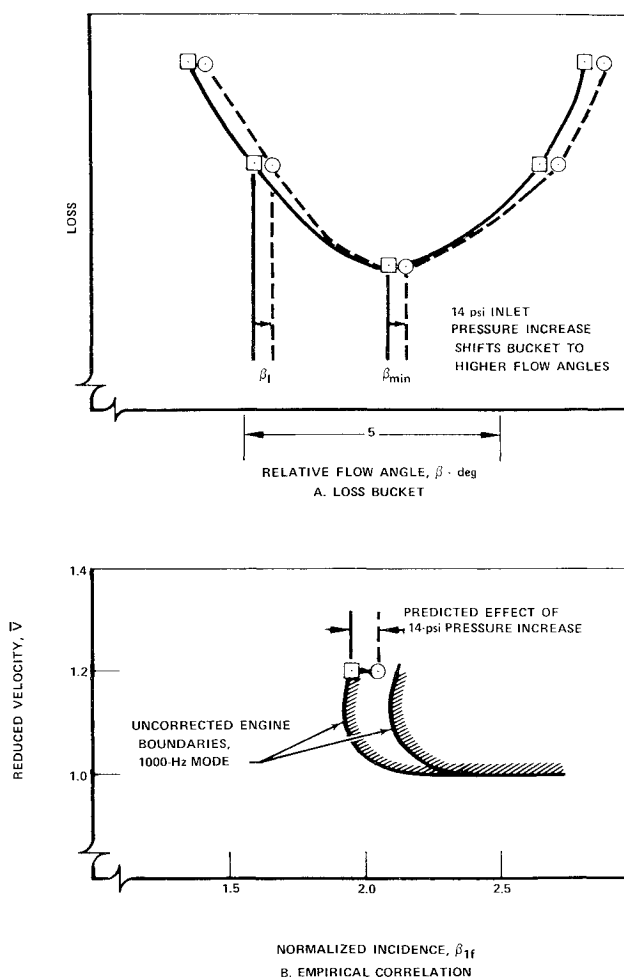 LOSS
14 psi INLET
PRESSURE INCREASE
SHIFTS BUCKET TO
HIGHER FLOW ANGLES
βI
βmin
5
RELATIVE FLOW ANGLE, β - deg
A. LOSS BUCKET
REDUCED VELOCITY, V̅
1.4
1.2
1.0
PREDICTED EFFECT OF
14-psi PRESSURE INCREASE
UNCORRECTED ENGINE
BOUNDARIES,
1000-Hz MODE
1.5
2.0
2.5
NORMALIZED INCIDENCE, β1f
B. EMPIRICAL CORRELATION